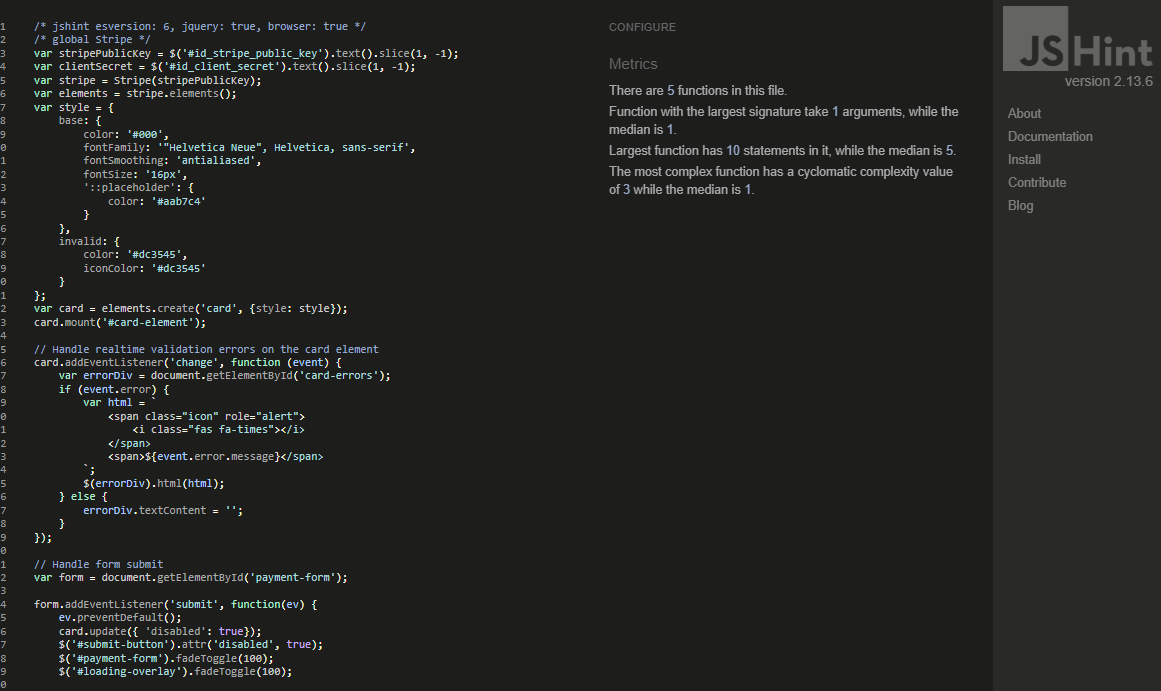 1 /* jshint esversion: 6, jquery: true, browser: true */
2 /* global Stripe */
3 var stripePublicKey = $('#id_stripe_public_key').text().slice(1, -1);
4 var clientSecret = $('#id_client_secret').text().slice(1, -1);
5 var stripe = Stripe(stripePublicKey);
6 var elements = stripe.elements();
7 var style = {
8 base: {
9 color: '#000',
0 fontFamily: '"Helvetica Neue", Helvetica, sans-serif',
1 fontSmoothing: 'antialiased',
2 fontSize: '16px',
3 '::placeholder': {
4 color: '#aab7c4'
5 }
6 },
7 invalid: {
8 color: '#dc3545',
9 iconColor: '#dc3545'
0 }
1 };
2 var card = elements.create('card', {style: style});
3 card.mount('#card-element');
4
5 // Handle realtime validation errors on the card element
6 card.addEventListener('change', function (event) {
7 var errorDiv = document.getElementById('card-errors');
8 if (event.error) {
9 var html = `
0 <span class="icon" role="alert">
1 <i class="fas fa-times"></i>
2 </span>
3 <span>${event.error.message}</span>
4 `;
5 $(errorDiv).html(html);
6 } else {
7 errorDiv.textContent = '';
8 }
9 });
0
1 // Handle form submit
2 var form = document.getElementById('payment-form');
3
4 form.addEventListener('submit', function(ev) {
5 ev.preventDefault();
6 card.update({ 'disabled': true});
7 $('#submit-button').attr('disabled', true);
8 $('#payment-form').fadeToggle(100);
9 $('#loading-overlay').fadeToggle(100);
0
CONFIGURE
Metrics
There are 5 functions in this file.
Function with the largest signature take 1 arguments, while the
median is 1.
Largest function has 10 statements in it, while the median is 5.
The most complex function has a cyclomatic complexity value
of 3 while the median is 1.
JSHint
version 2.13.6
About
Documentation
Install
Contribute
Blog